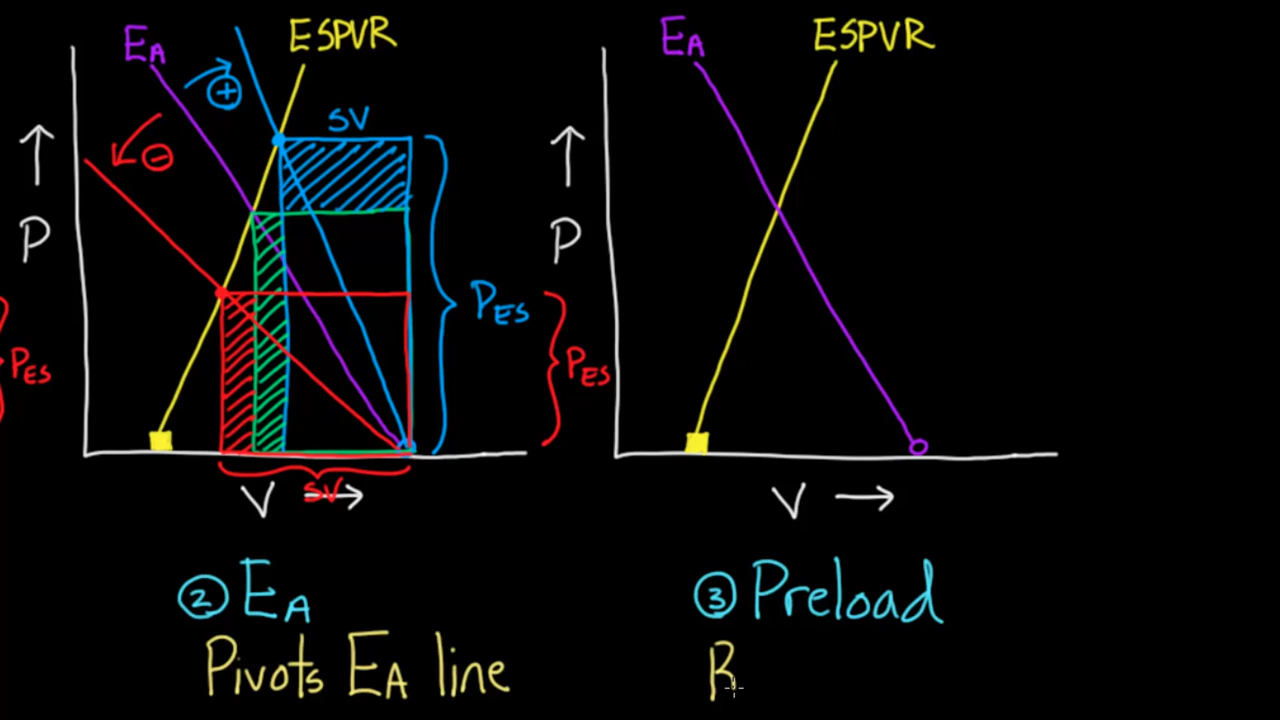 EA ESPVR EA ESPVR
+ SV
-
P PES P
PES PES
V SV V
② EA ③ Preload
Pivots EA line R